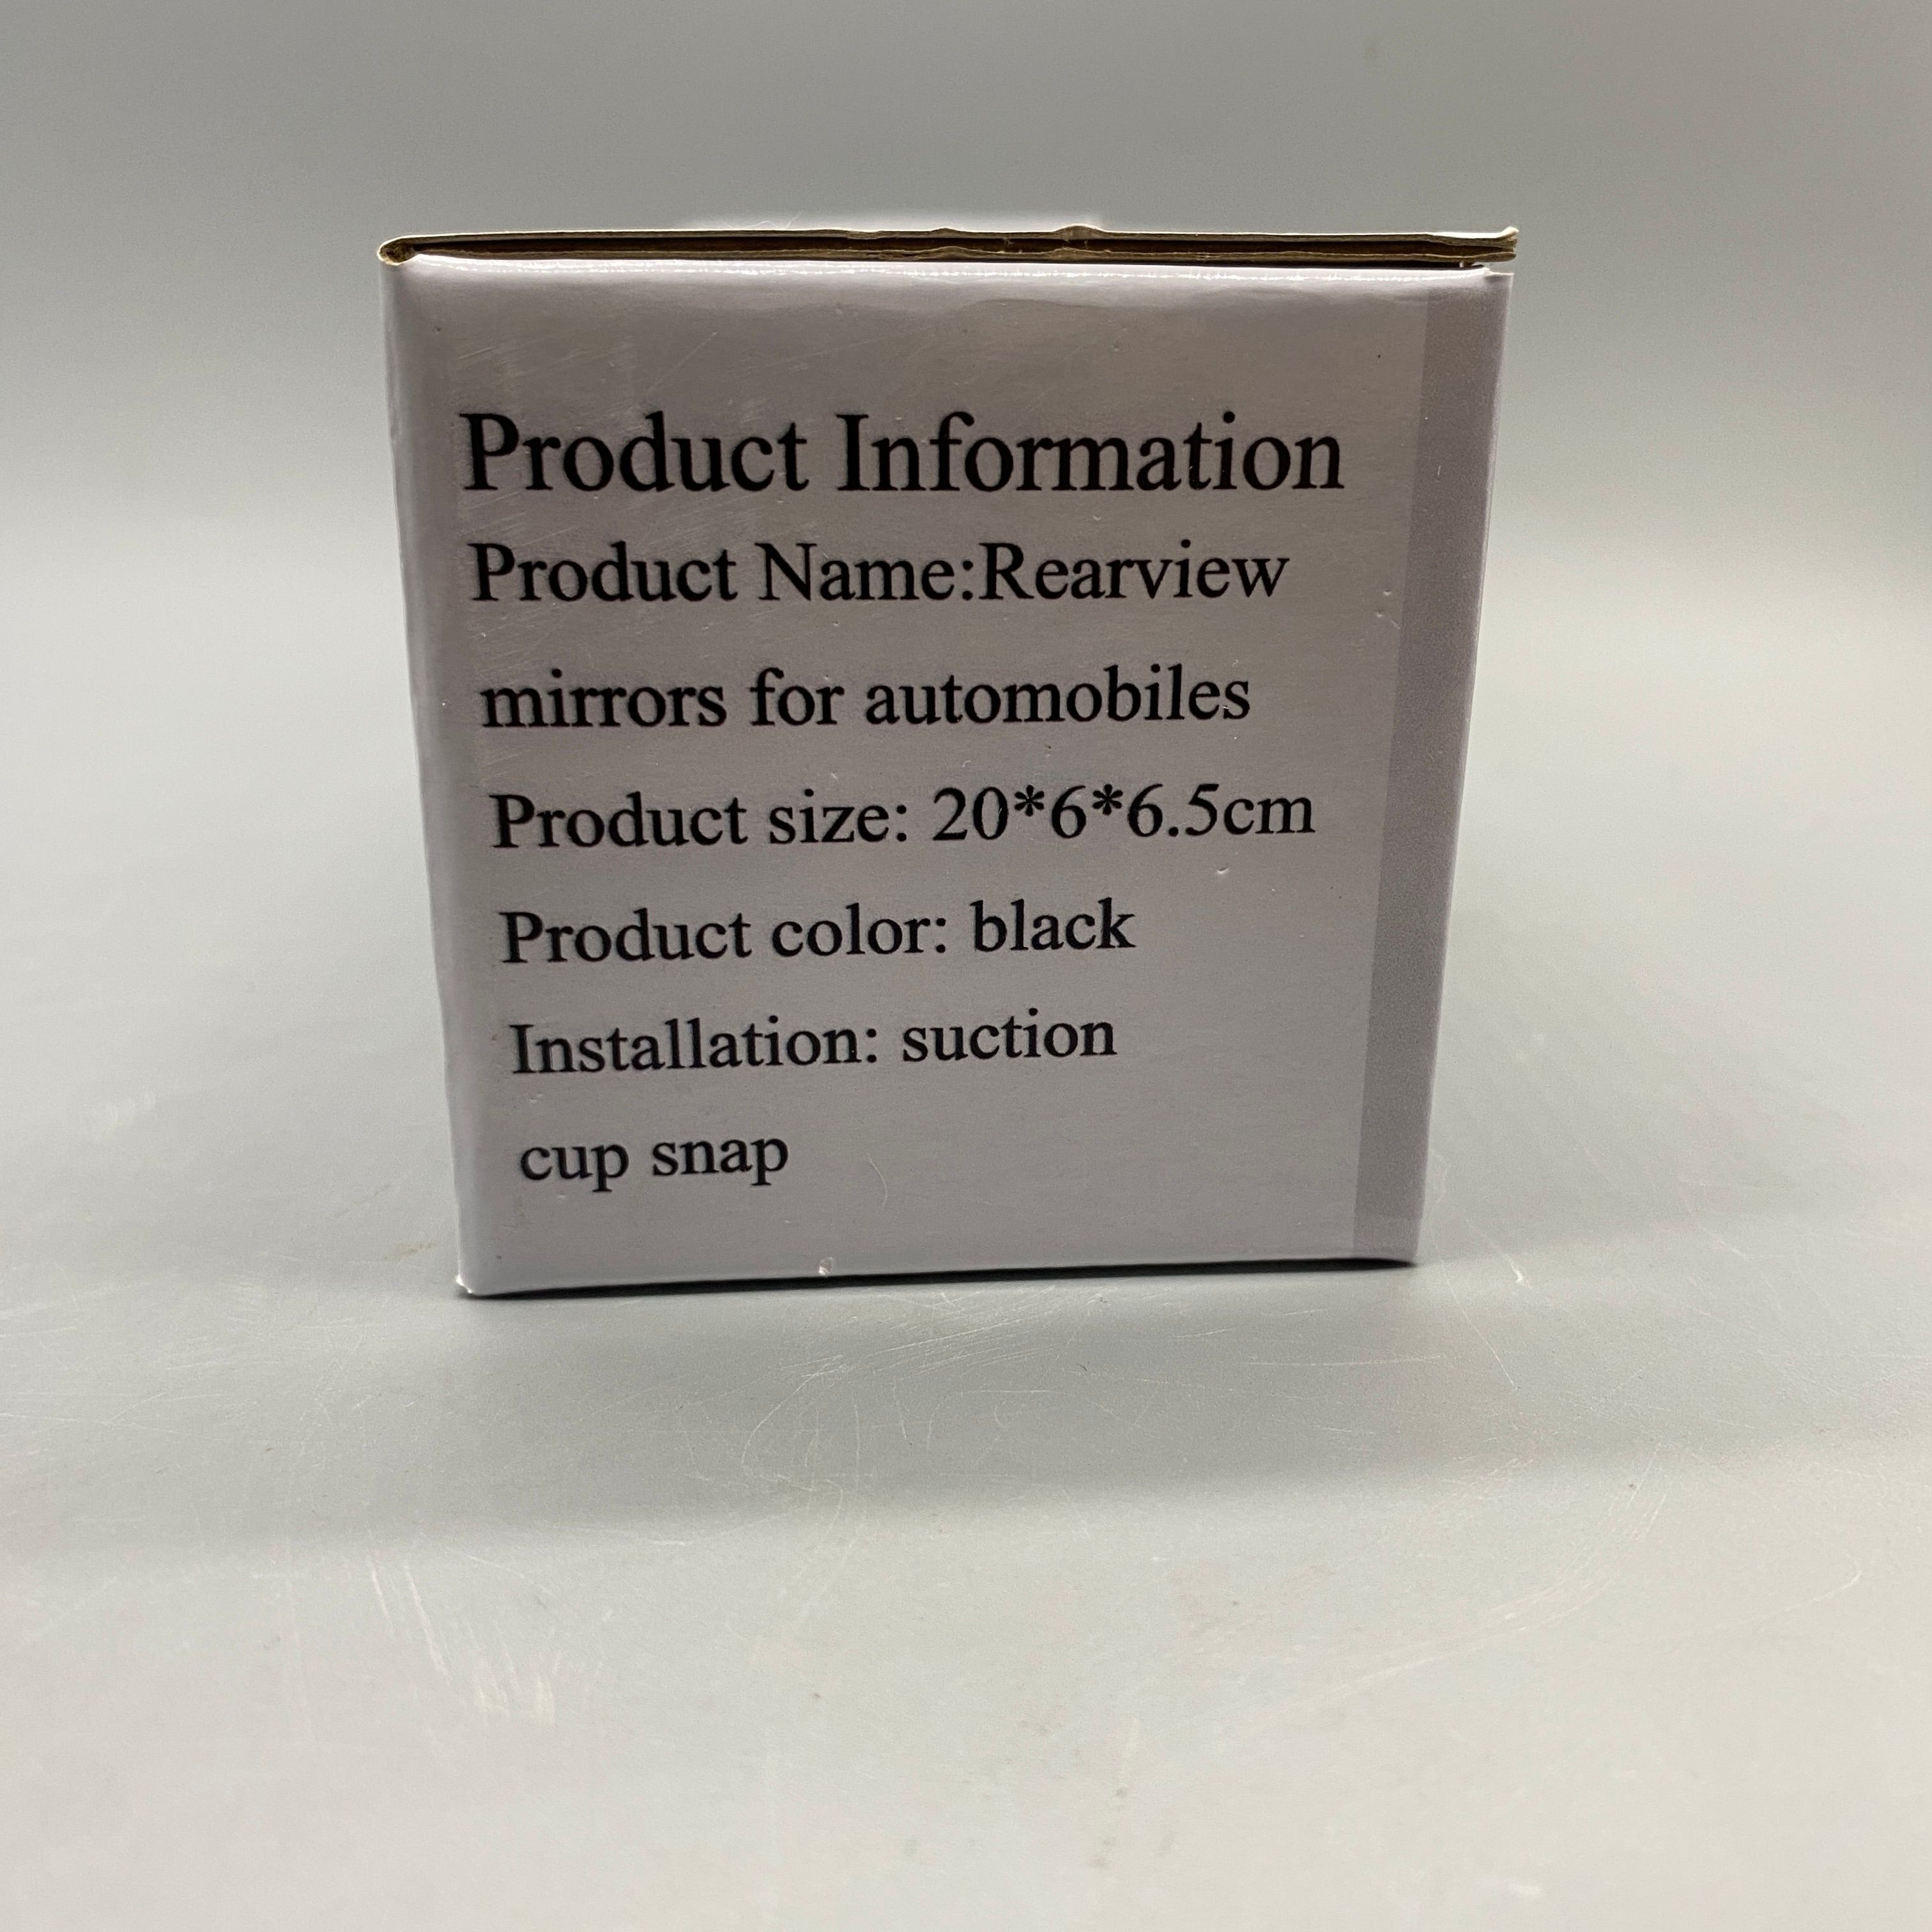 Product Information
Product Name:Rearview
mirrors for automobiles
Product size: 20*6*6.5cm
Product color: black
Installation: suction
cup snap